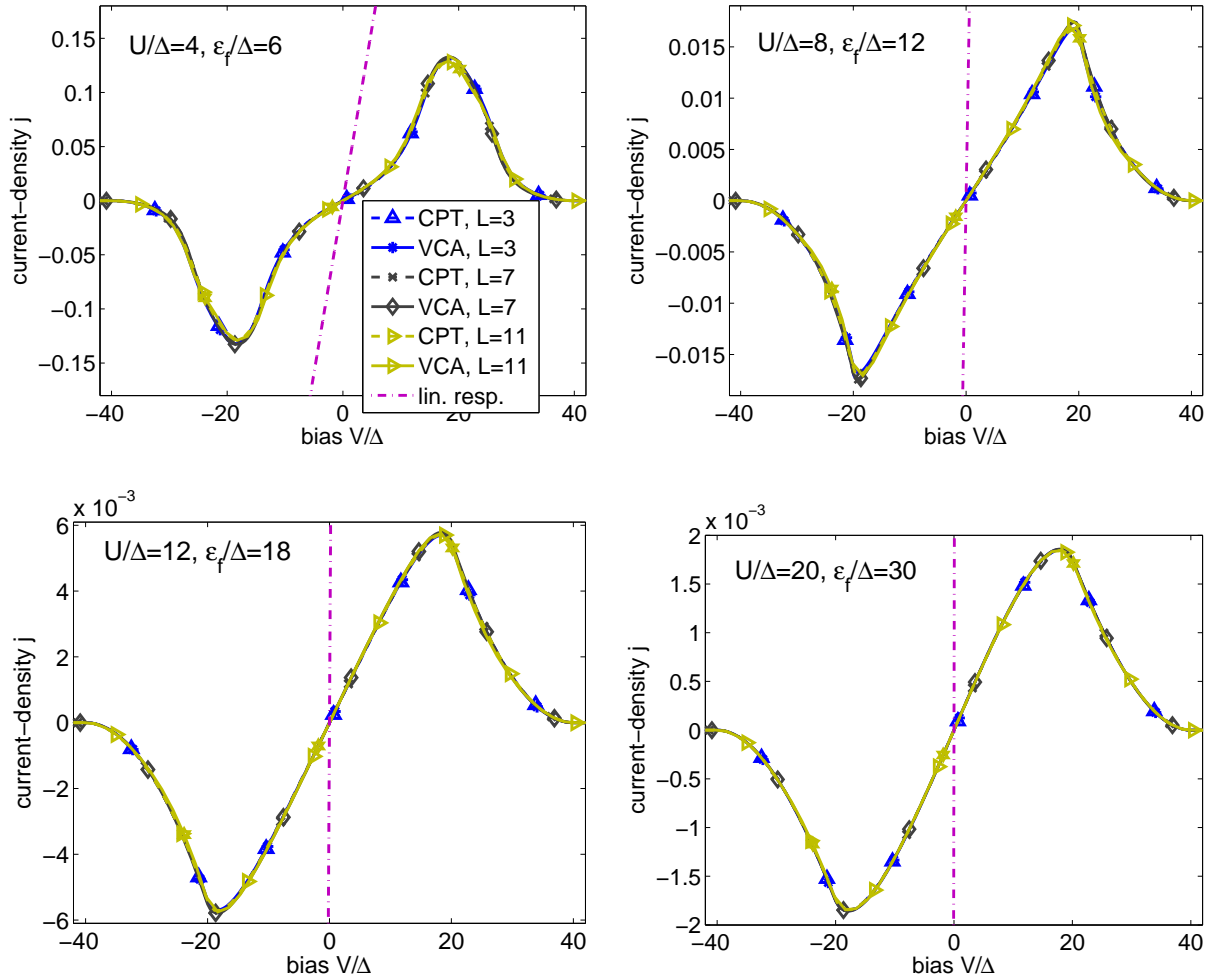 U/Δ=4, ε_f/Δ=6
0.15
0.1
0.05
0
−0.05
−0.1
−0.15
current−density j
−40
−20
0
20
40
bias V/Δ
CPT, L=3
VCA, L=3
CPT, L=7
VCA, L=7
CPT, L=11
VCA, L=11
lin. resp.
U/Δ=8, ε_f/Δ=12
0.015
0.01
0.005
0
−0.005
−0.01
−0.015
current−density j
−40
−20
0
20
40
bias V/Δ
x 10⁻³
U/Δ=12, ε_f/Δ=18
6
4
2
0
−2
−4
−6
current−density j
−40
−20
0
20
40
bias V/Δ
x 10⁻³
U/Δ=20, ε_f/Δ=30
2
1.5
1
0.5
0
−0.5
−1
−1.5
−2
current−density j
−40
−20
0
20
40
bias V/Δ